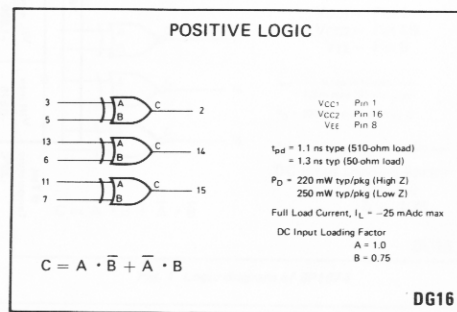 POSITIVE LOGIC
3 A C 2
5 B
13 A C 14
6 B
11 A C 15
7 B
C = A · B̅ + A̅ · B
VCC1 Pin 1
VCC2 Pin 16
VEE Pin 8
tpd = 1.1 ns type (510-ohm load)
= 1.3 ns typ (50-ohm load)
PD = 220 mW typ/pkg (High Z)
250 mW typ/pkg (Low Z)
Full Load Current, IL = -25 mAdc max
DC Input Loading Factor
A = 1.0
B = 0.75
DG16